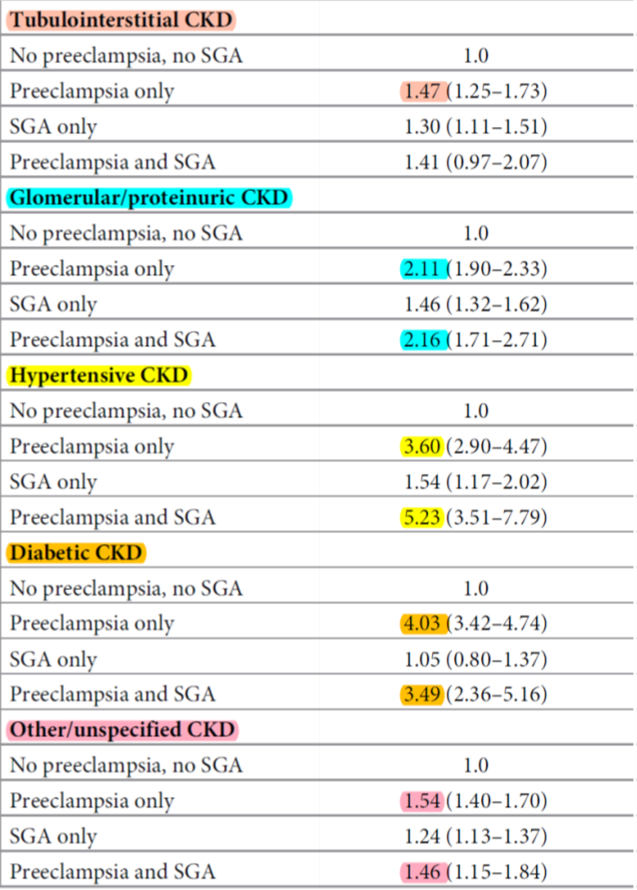 Tubulointerstitial CKD
No preeclampsia, no SGA 1.0
Preeclampsia only 1.47 (1.25–1.73)
SGA only 1.30 (1.11–1.51)
Preeclampsia and SGA 1.41 (0.97–2.07)
Glomerular/proteinuric CKD
No preeclampsia, no SGA 1.0
Preeclampsia only 2.11 (1.90–2.33)
SGA only 1.46 (1.32–1.62)
Preeclampsia and SGA 2.16 (1.71–2.71)
Hypertensive CKD
No preeclampsia, no SGA 1.0
Preeclampsia only 3.60 (2.90–4.47)
SGA only 1.54 (1.17–2.02)
Preeclampsia and SGA 5.23 (3.51–7.79)
Diabetic CKD
No preeclampsia, no SGA 1.0
Preeclampsia only 4.03 (3.42–4.74)
SGA only 1.05 (0.80–1.37)
Preeclampsia and SGA 3.49 (2.36–5.16)
Other/unspecified CKD
No preeclampsia, no SGA 1.0
Preeclampsia only 1.54 (1.40–1.70)
SGA only 1.24 (1.13–1.37)
Preeclampsia and SGA 1.46 (1.15–1.84)